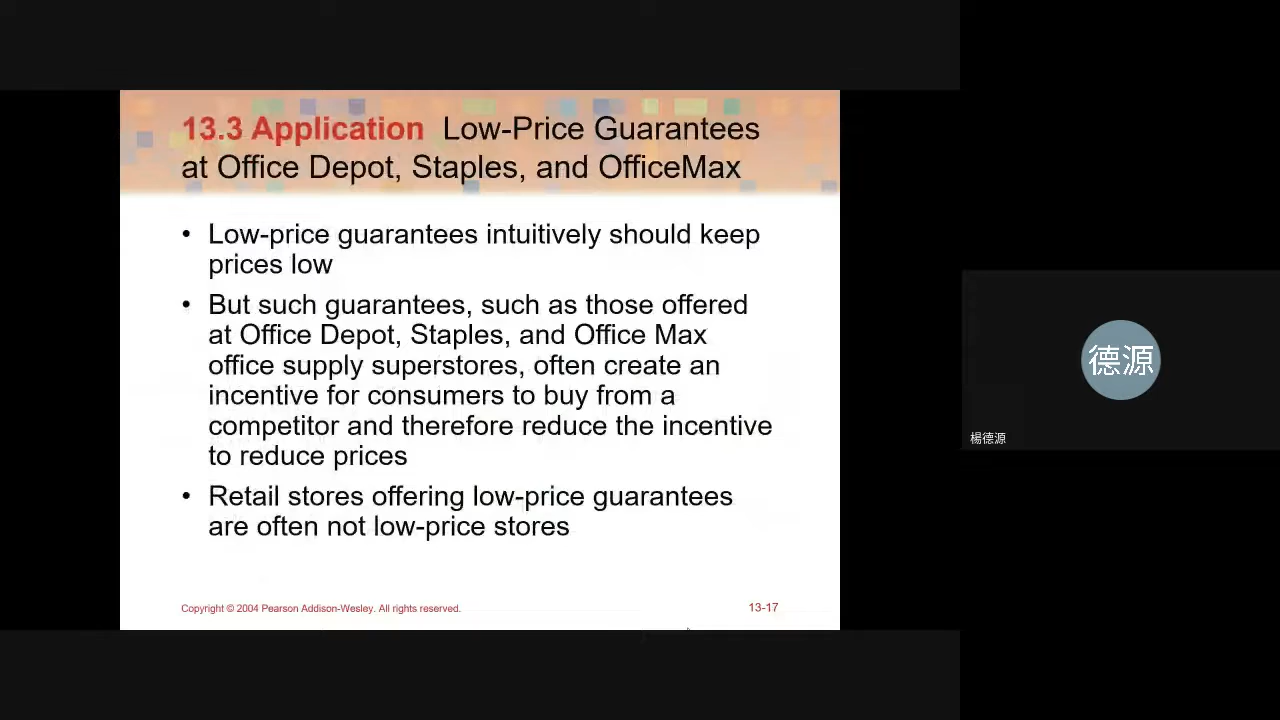 13.3 Application Low-Price Guarantees
at Office Depot, Staples, and OfficeMax
• Low-price guarantees intuitively should keep
prices low
• But such guarantees, such as those offered
at Office Depot, Staples, and Office Max
office supply superstores, often create an
incentive for consumers to buy from a
competitor and therefore reduce the incentive
to reduce prices
• Retail stores offering low-price guarantees
are often not low-price stores
Copyright © 2004 Pearson Addison-Wesley. All rights reserved.
13-17
德源
楊德源